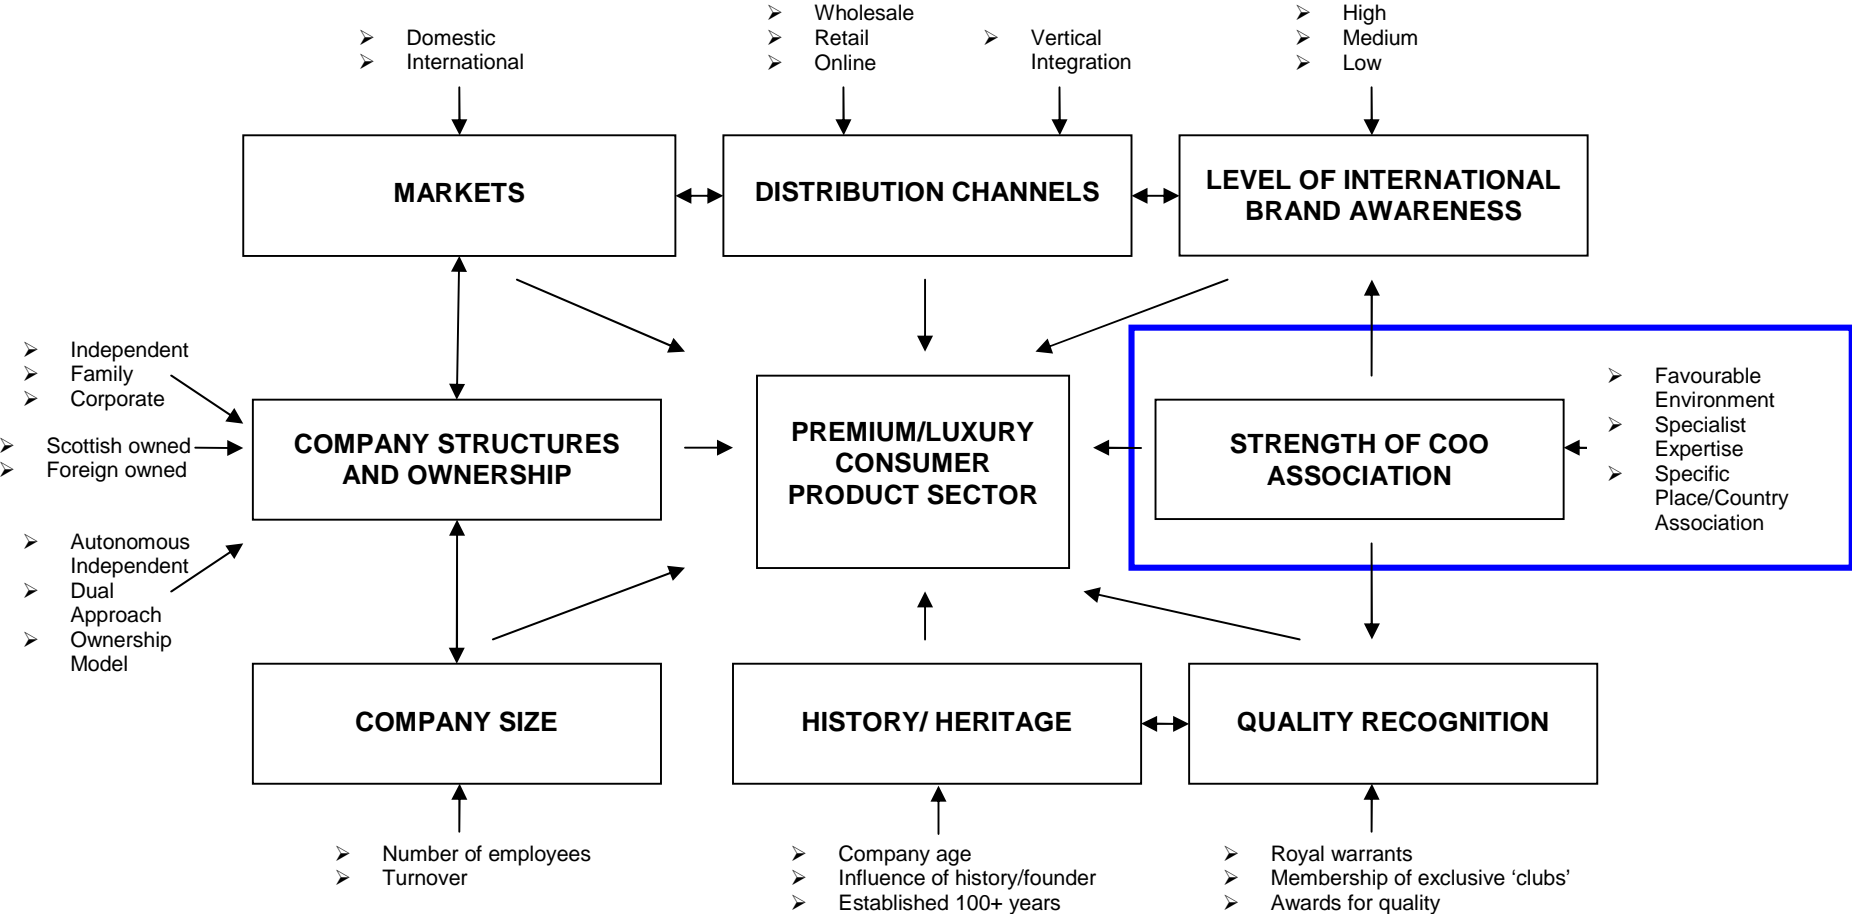 Domestic
International
Wholesale
Retail
Online
Vertical
Integration
High
Medium
Low
MARKETS
DISTRIBUTION CHANNELS
LEVEL OF INTERNATIONAL
BRAND AWARENESS
Independent
Family
Corporate
Scottish owned
Foreign owned
Autonomous
Independent
Dual
Approach
Ownership
Model
COMPANY STRUCTURES
AND OWNERSHIP
PREMIUM/LUXURY
CONSUMER
PRODUCT SECTOR
STRENGTH OF COO
ASSOCIATION
Favourable
Environment
Specialist
Expertise
Specific
Place/Country
Association
COMPANY SIZE
HISTORY/ HERITAGE
QUALITY RECOGNITION
Number of employees
Turnover
Company age
Influence of history/founder
Established 100+ years
Royal warrants
Membership of exclusive ‘clubs’
Awards for quality